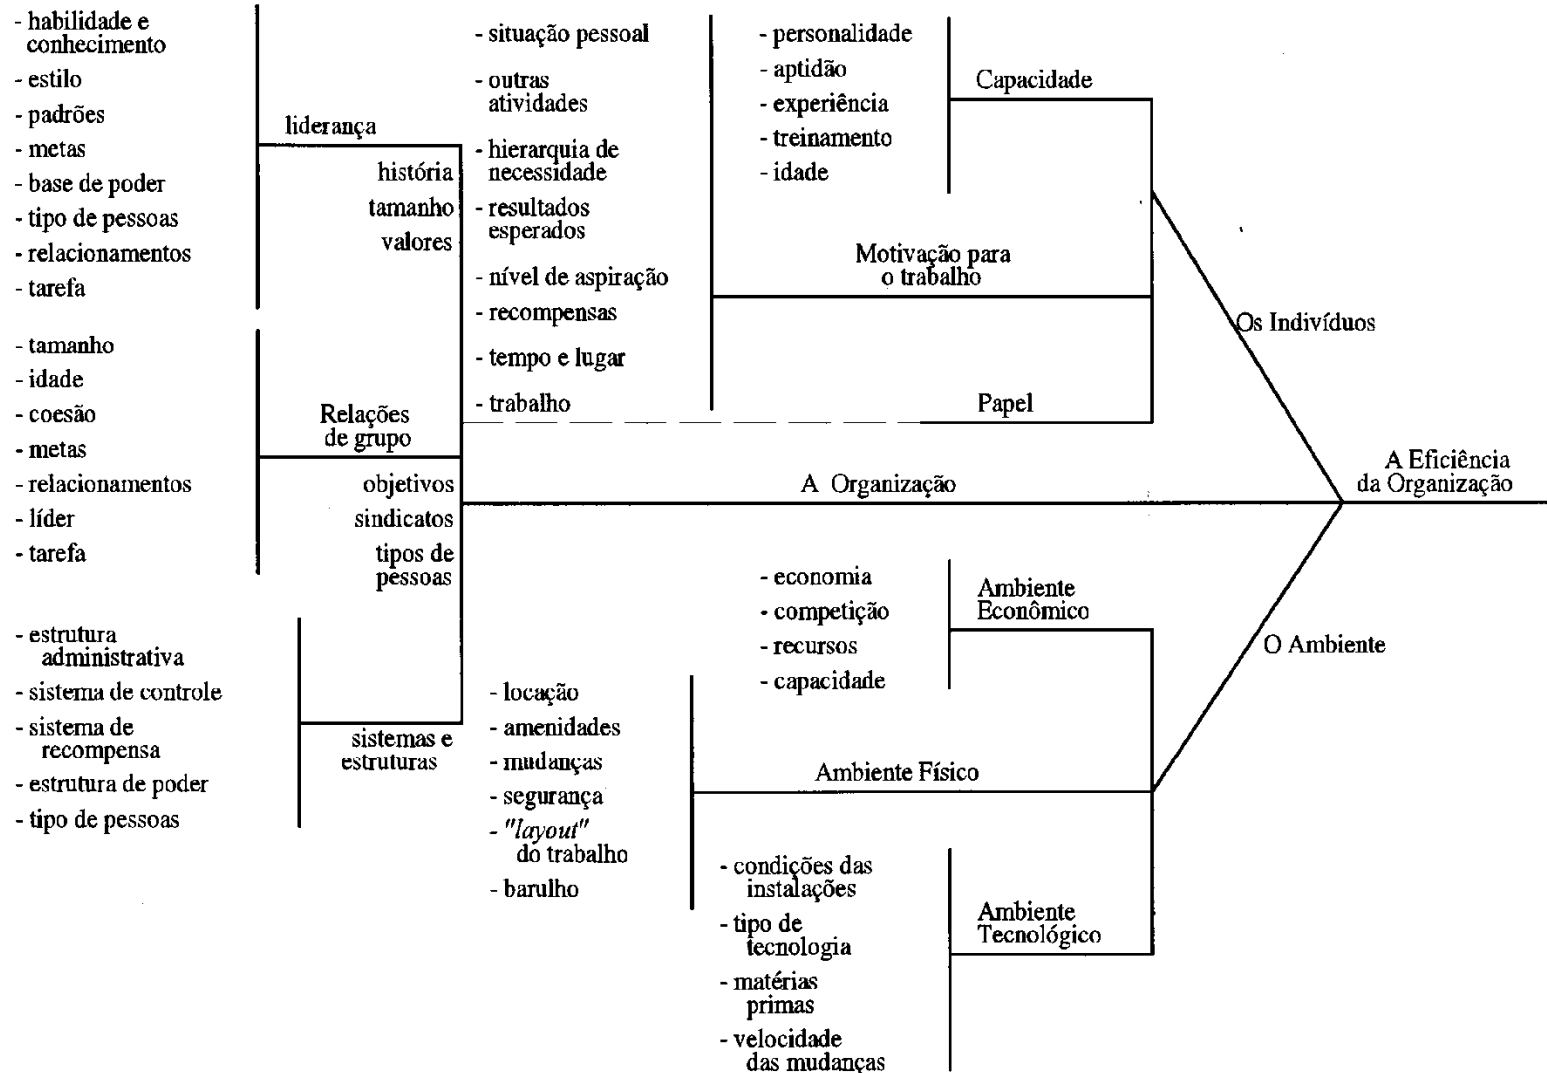 - habilidade e
conhecimento
- estilo
- padrões
- metas
- base de poder
- tipo de pessoas
- relacionamentos
- tarefa
liderança
história
tamanho
valores
- tamanho
- idade
- coesão
- metas
- relacionamentos
- líder
- tarefa
Relações
de grupo
objetivos
sindicatos
tipos de
pessoas
- estrutura
administrativa
- sistema de controle
- sistema de
recompensa
- estrutura de poder
- tipo de pessoas
sistemas e
estruturas
- situação pessoal
- outras
atividades
- hierarquia de
necessidade
- resultados
esperados
- nível de aspiração
- recompensas
- tempo e lugar
- trabalho
- personalidade
- aptidão
- experiência
- treinamento
- idade
Capacidade
Motivação para
o trabalho
Papel
Os Indivíduos
A Organização
A Eficiência
da Organização
- economia
- competição
- recursos
- capacidade
Ambiente
Econômico
O Ambiente
- locação
- amenidades
- mudanças
- segurança
- "layout"
do trabalho
- barulho
Ambiente Físico
- condições das
instalações
- tipo de
tecnologia
- matérias
primas
- velocidade
das mudanças
Ambiente
Tecnológico